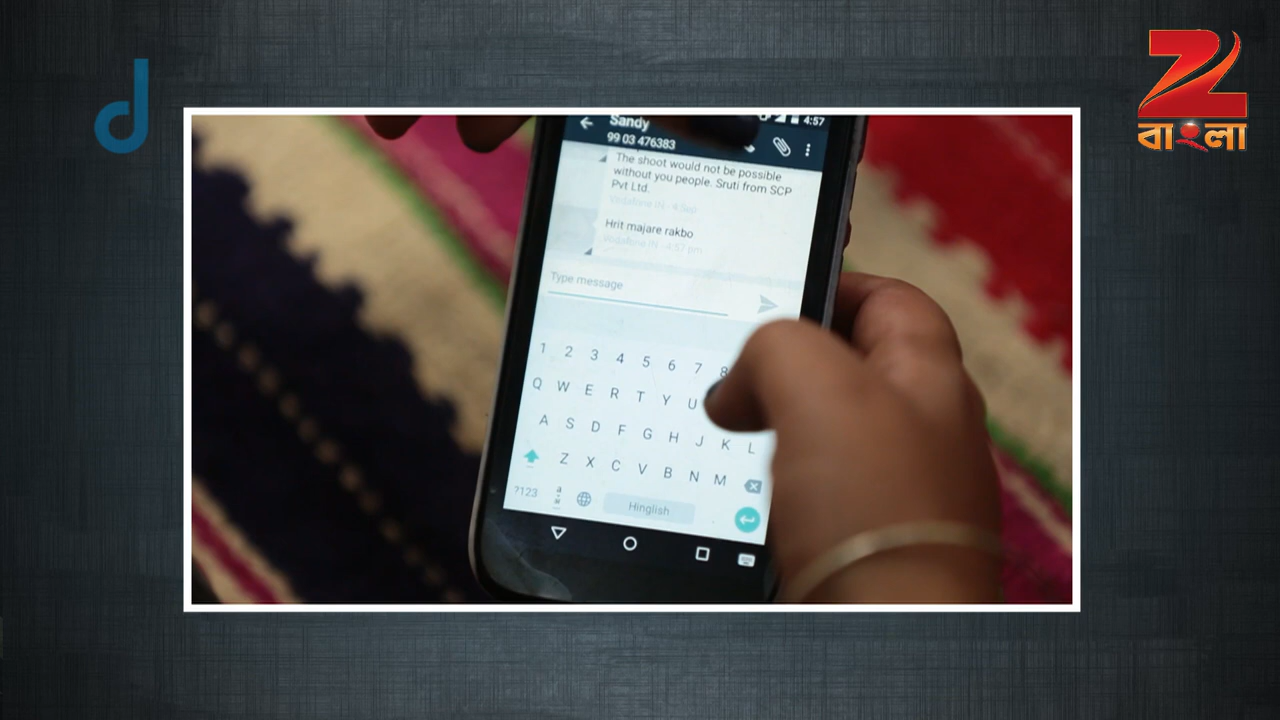 বাংলা
Sandy
99 03 476383
4:57
The shoot would not be possible
without you people. Sruti from SCP
Pvt Ltd.
Vodafone IN -
Hrit majare rakbo
Vodafone IN - 4:57 pm
Type message
1 2 3 4 5 6 7 8
Q W E R T Y U
A S D F G H J K L
Z X C V B N M
?123
Hinglish